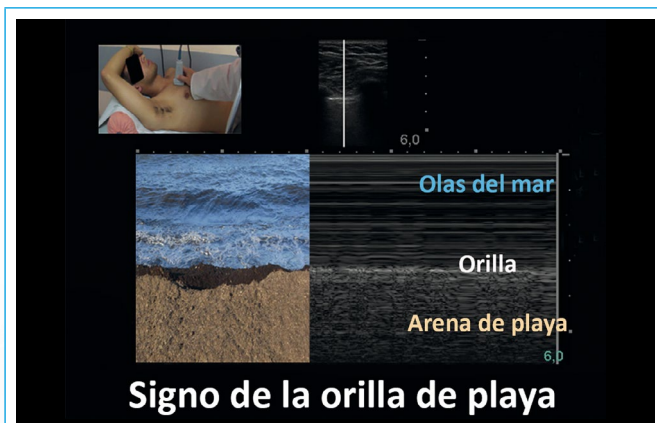 6,0
Olas del mar
Orilla
Arena de playa
6,0
Signo de la orilla de playa